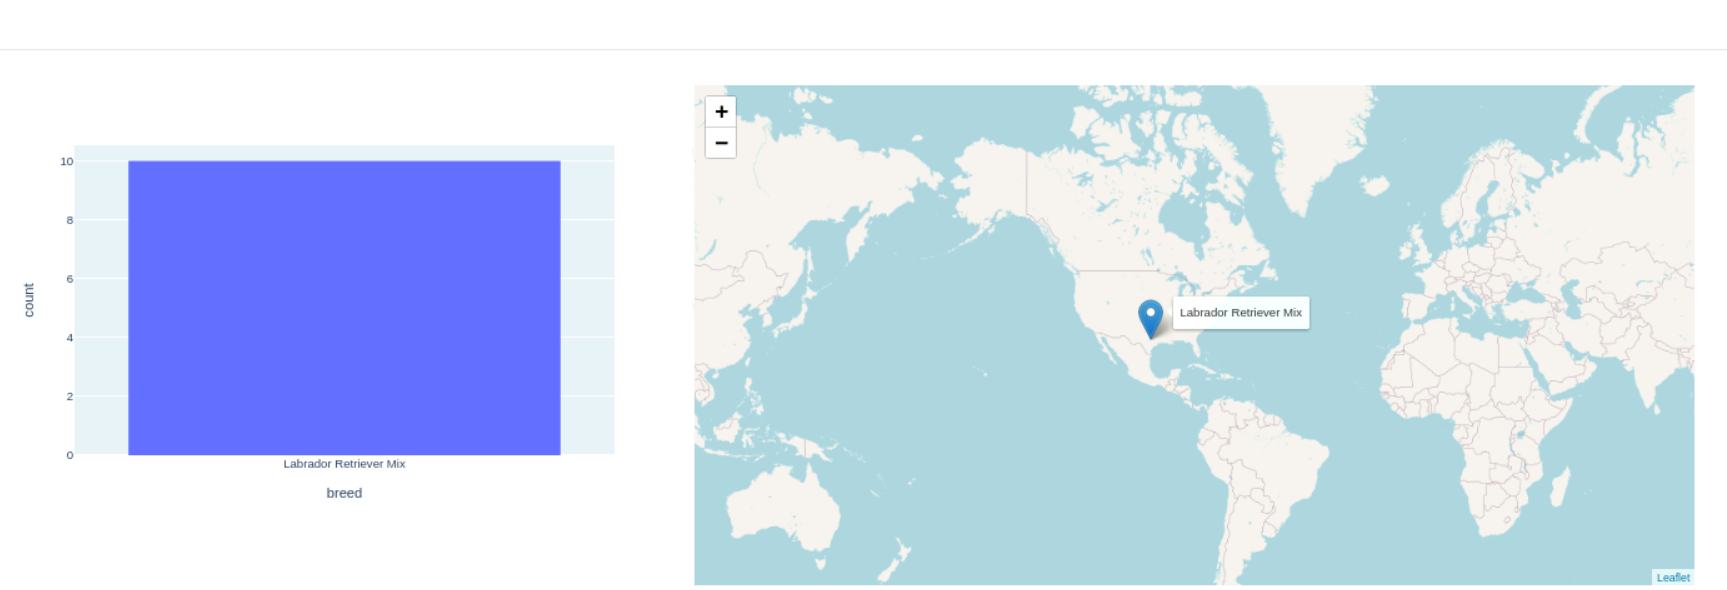 10
8
6
4
2
0
count
Labrador Retriever Mix
breed
+
−
Labrador Retriever Mix
Leaflet